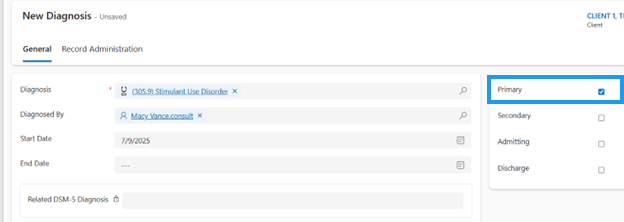 New Diagnosis - Unsaved
CLIENT 1, T
Client
General Record Administration
Diagnosis * (305.9) Stimulant Use Disorder ×
Primary
Diagnosed By Macy Vance.consult ×
Secondary
Start Date 7/9/2025
Admitting
End Date ---
Discharge
Related DSM-5 Diagnosis